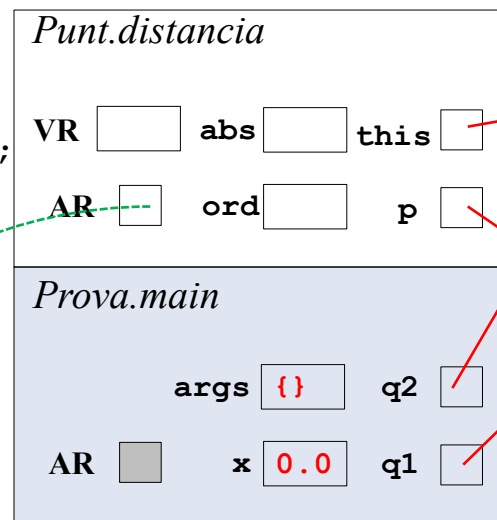 Punt.distancia
VR abs this
;
AR ord p
Prova.main
args {} q2
AR x 0.0 q1